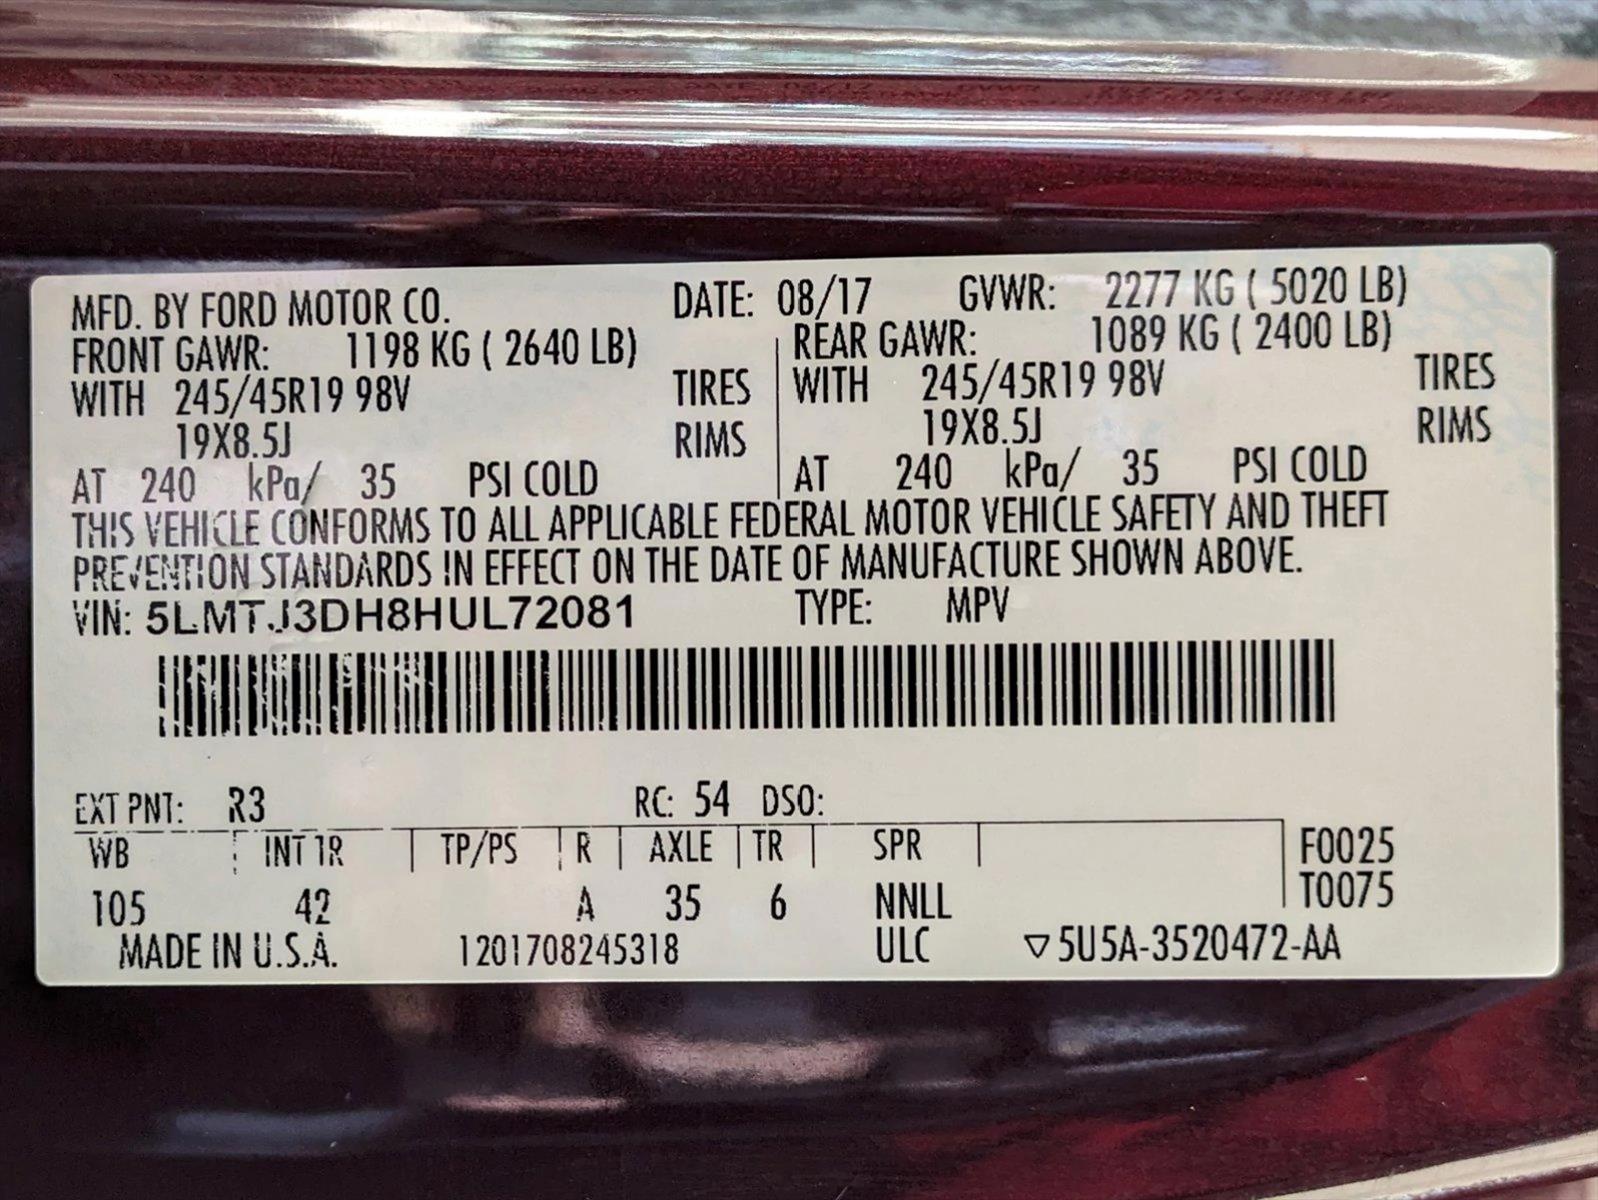 MFD. BY FORD MOTOR CO. DATE: 08/17 GVWR: 2277 KG ( 5020 LB)
FRONT GAWR: 1198 KG ( 2640 LB) REAR GAWR: 1089 KG ( 2400 LB)
WITH 245/45R19 98V TIRES WITH 245/45R19 98V TIRES
19X8.5J RIMS 19X8.5J RIMS
AT 240 kPa/ 35 PSI COLD AT 240 kPa/ 35 PSI COLD
THIS VEHICLE CONFORMS TO ALL APPLICABLE FEDERAL MOTOR VEHICLE SAFETY AND THEFT
PREVENTION STANDARDS IN EFFECT ON THE DATE OF MANUFACTURE SHOWN ABOVE.
VIN: 5LMTJ3DH8HUL72081 TYPE: MPV
EXT PNT: R3 RC: 54 DSO:
WB INT TR TP/PS R AXLE TR SPR F0025
105 42 A 35 6 NNLL T0075
MADE IN U.S.A. 1201708245318 ULC ▽5U5A-3520472-AA